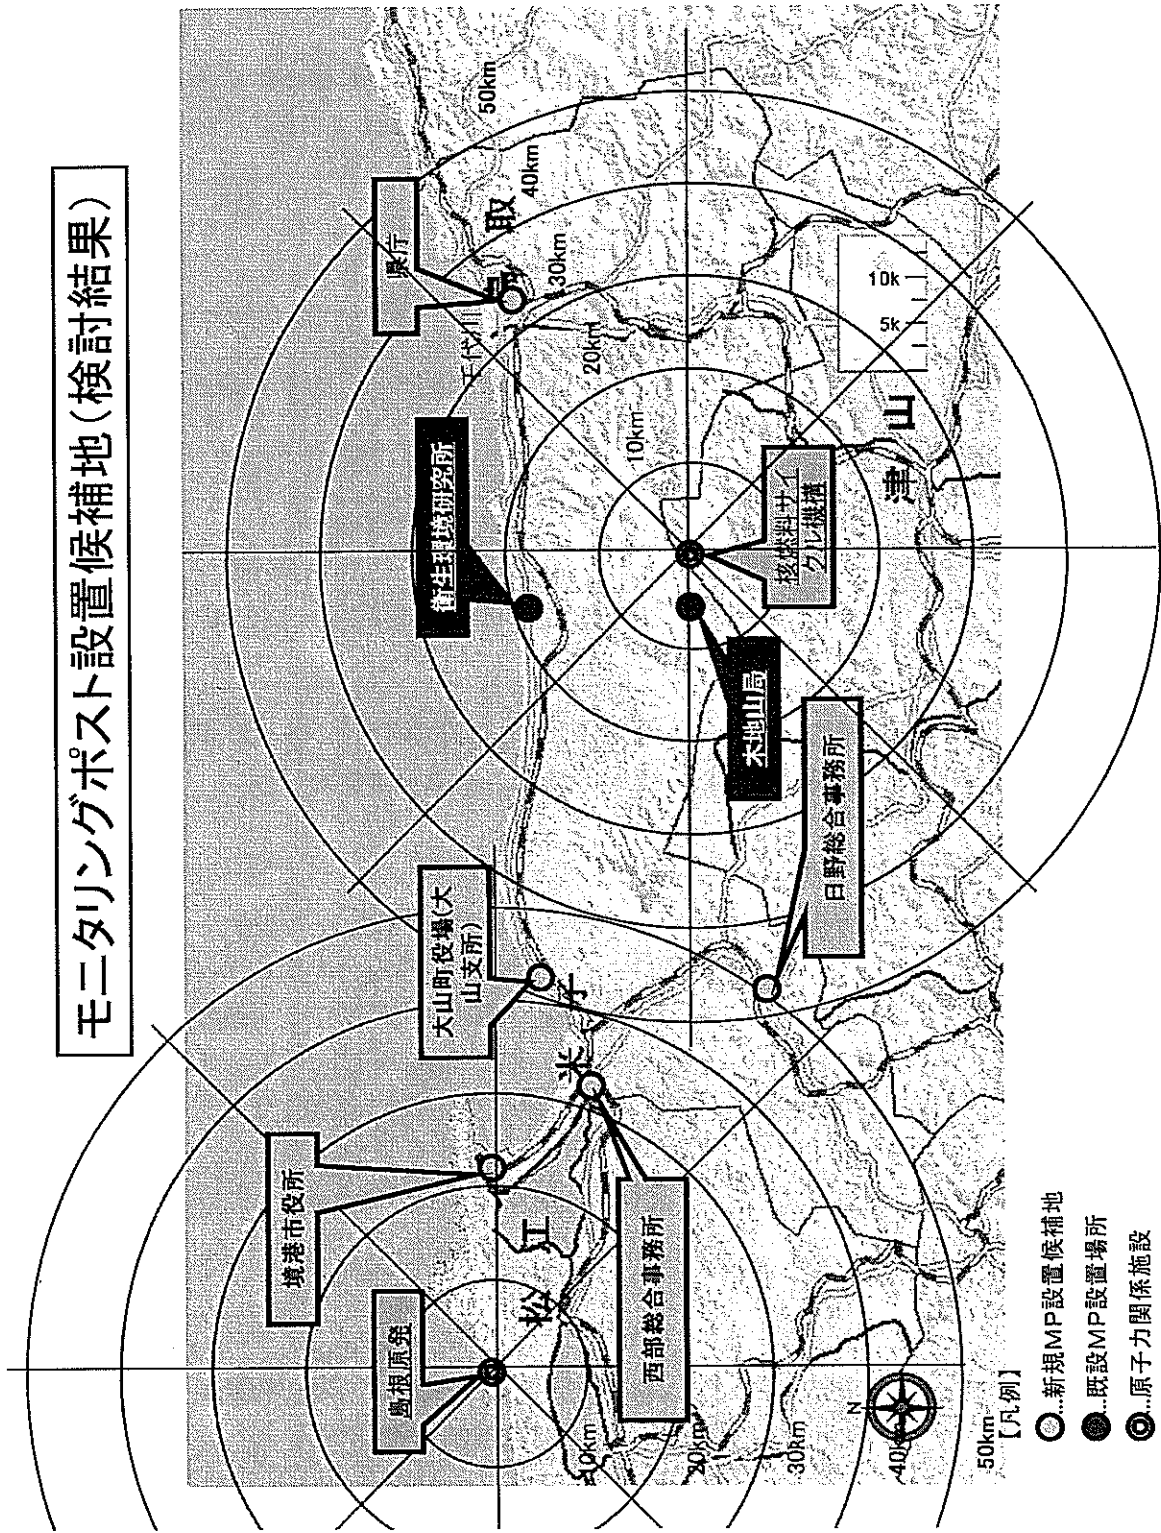 モニタリングポスト設置候補地(検討結果)
島根原発
境港市役所
大山町役場(大
山支所)
衛生環境研究所
県庁
西部総合事務所
日野総合事務所
木地山局
核燃料サイ
クル機構
松
江
米
子
取
津
山
千代川
10km
20km
30km
40km
50km
10km
20km
30km
40km
50km
5k
10k
N
【凡例】
○…新規MP設置候補地
●…既設MP設置場所
◎…原子力関係施設